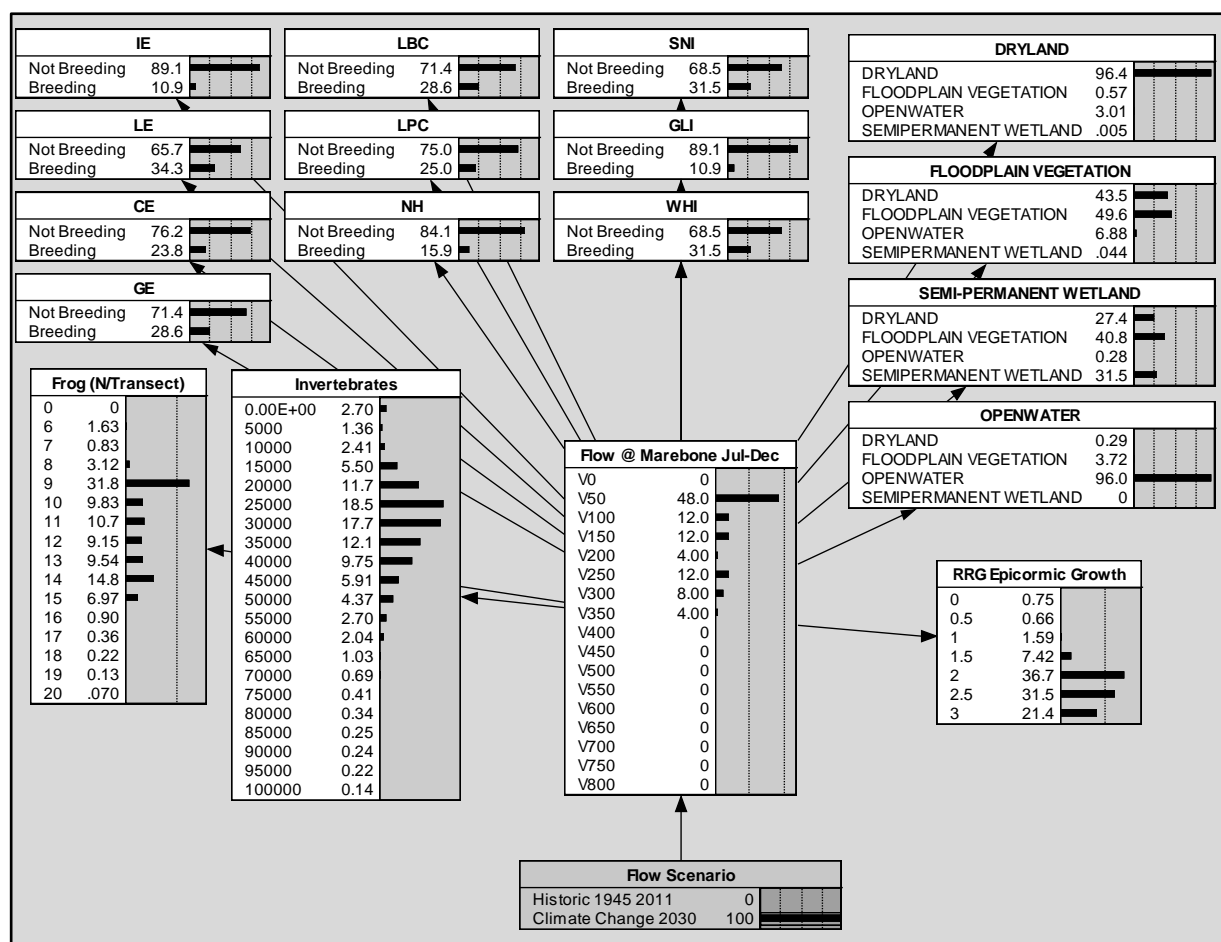 IE
Not Breeding 89.1
Breeding 10.9
LBC
Not Breeding 71.4
Breeding 28.6
SNI
Not Breeding 68.5
Breeding 31.5
DRYLAND
DRYLAND 96.4
FLOODPLAIN VEGETATION 0.57
OPENWATER 3.01
SEMIPERMANENT WETLAND .005
LE
Not Breeding 65.7
Breeding 34.3
LPC
Not Breeding 75.0
Breeding 25.0
GLI
Not Breeding 89.1
Breeding 10.9
FLOODPLAIN VEGETATION
DRYLAND 43.5
FLOODPLAIN VEGETATION 49.6
OPENWATER 6.88
SEMIPERMANENT WETLAND .044
CE
Not Breeding 76.2
Breeding 23.8
NH
Not Breeding 84.1
Breeding 15.9
WHI
Not Breeding 68.5
Breeding 31.5
GE
Not Breeding 71.4
Breeding 28.6
SEMI-PERMANENT WETLAND
DRYLAND 27.4
FLOODPLAIN VEGETATION 40.8
OPENWATER 0.28
SEMIPERMANENT WETLAND 31.5
Frog (N/Transect)
0 0
6 1.63
7 0.83
8 3.12
9 31.8
10 9.83
11 10.7
12 9.15
13 9.54
14 14.8
15 6.97
16 0.90
17 0.36
18 0.22
19 0.13
20 .070
Invertebrates
0.00E+00 2.70
5000 1.36
10000 2.41
15000 5.50
20000 11.7
25000 18.5
30000 17.7
35000 12.1
40000 9.75
45000 5.91
50000 4.37
55000 2.70
60000 2.04
65000 1.03
70000 0.69
75000 0.41
80000 0.34
85000 0.25
90000 0.24
95000 0.22
100000 0.14
OPENWATER
DRYLAND 0.29
FLOODPLAIN VEGETATION 3.72
OPENWATER 96.0
SEMIPERMANENT WETLAND 0
Flow @ Marebone Jul-Dec
V0 0
V50 48.0
V100 12.0
V150 12.0
V200 4.00
V250 12.0
V300 8.00
V350 4.00
V400 0
V450 0
V500 0
V550 0
V600 0
V650 0
V700 0
V750 0
V800 0
RRG Epicormic Growth
0 0.75
0.5 0.66
1 1.59
1.5 7.42
2 36.7
2.5 31.5
3 21.4
Flow Scenario
Historic 1945 2011 0
Climate Change 2030 100